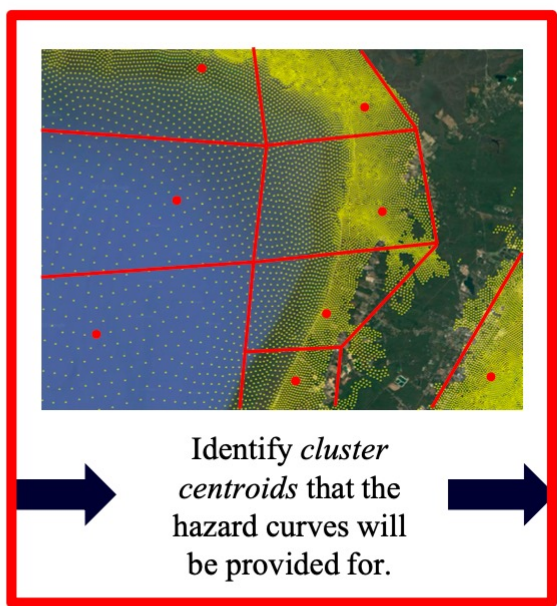 Identify cluster
centroids that the
hazard curves will
be provided for.